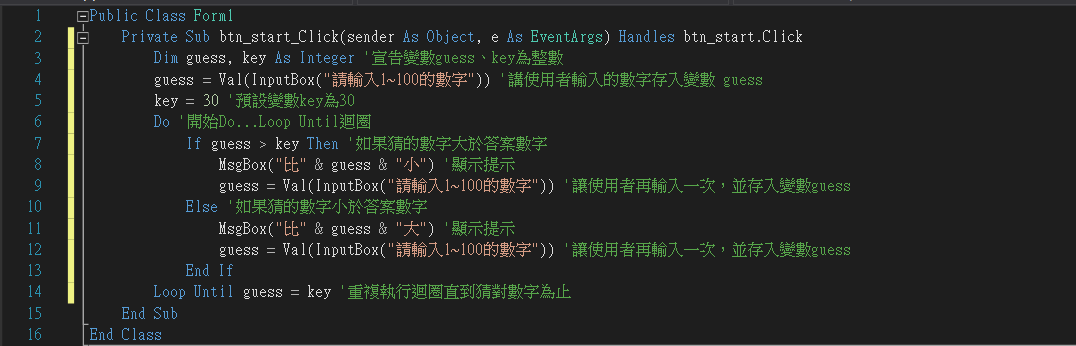 1 Public Class Form1
2 Private Sub btn_start_Click(sender As Object, e As EventArgs) Handles btn_start.Click
3 Dim guess, key As Integer '宣告變數guess、key為整數
4 guess = Val(InputBox("請輸入1~100的數字")) '講使用者輸入的數字存入變數 guess
5 key = 30 '預設變數key為30
6 Do '開始Do...Loop Until迴圈
7 If guess > key Then '如果猜的數字大於答案數字
8 MsgBox("比" & guess & "小") '顯示提示
9 guess = Val(InputBox("請輸入1~100的數字")) '讓使用者再輸入一次，並存入變數guess
10 Else '如果猜的數字小於答案數字
11 MsgBox("比" & guess & "大") '顯示提示
12 guess = Val(InputBox("請輸入1~100的數字")) '讓使用者再輸入一次，並存入變數guess
13 End If
14 Loop Until guess = key '重複執行迴圈直到猜對數字為止
15 End Sub
16 End Class